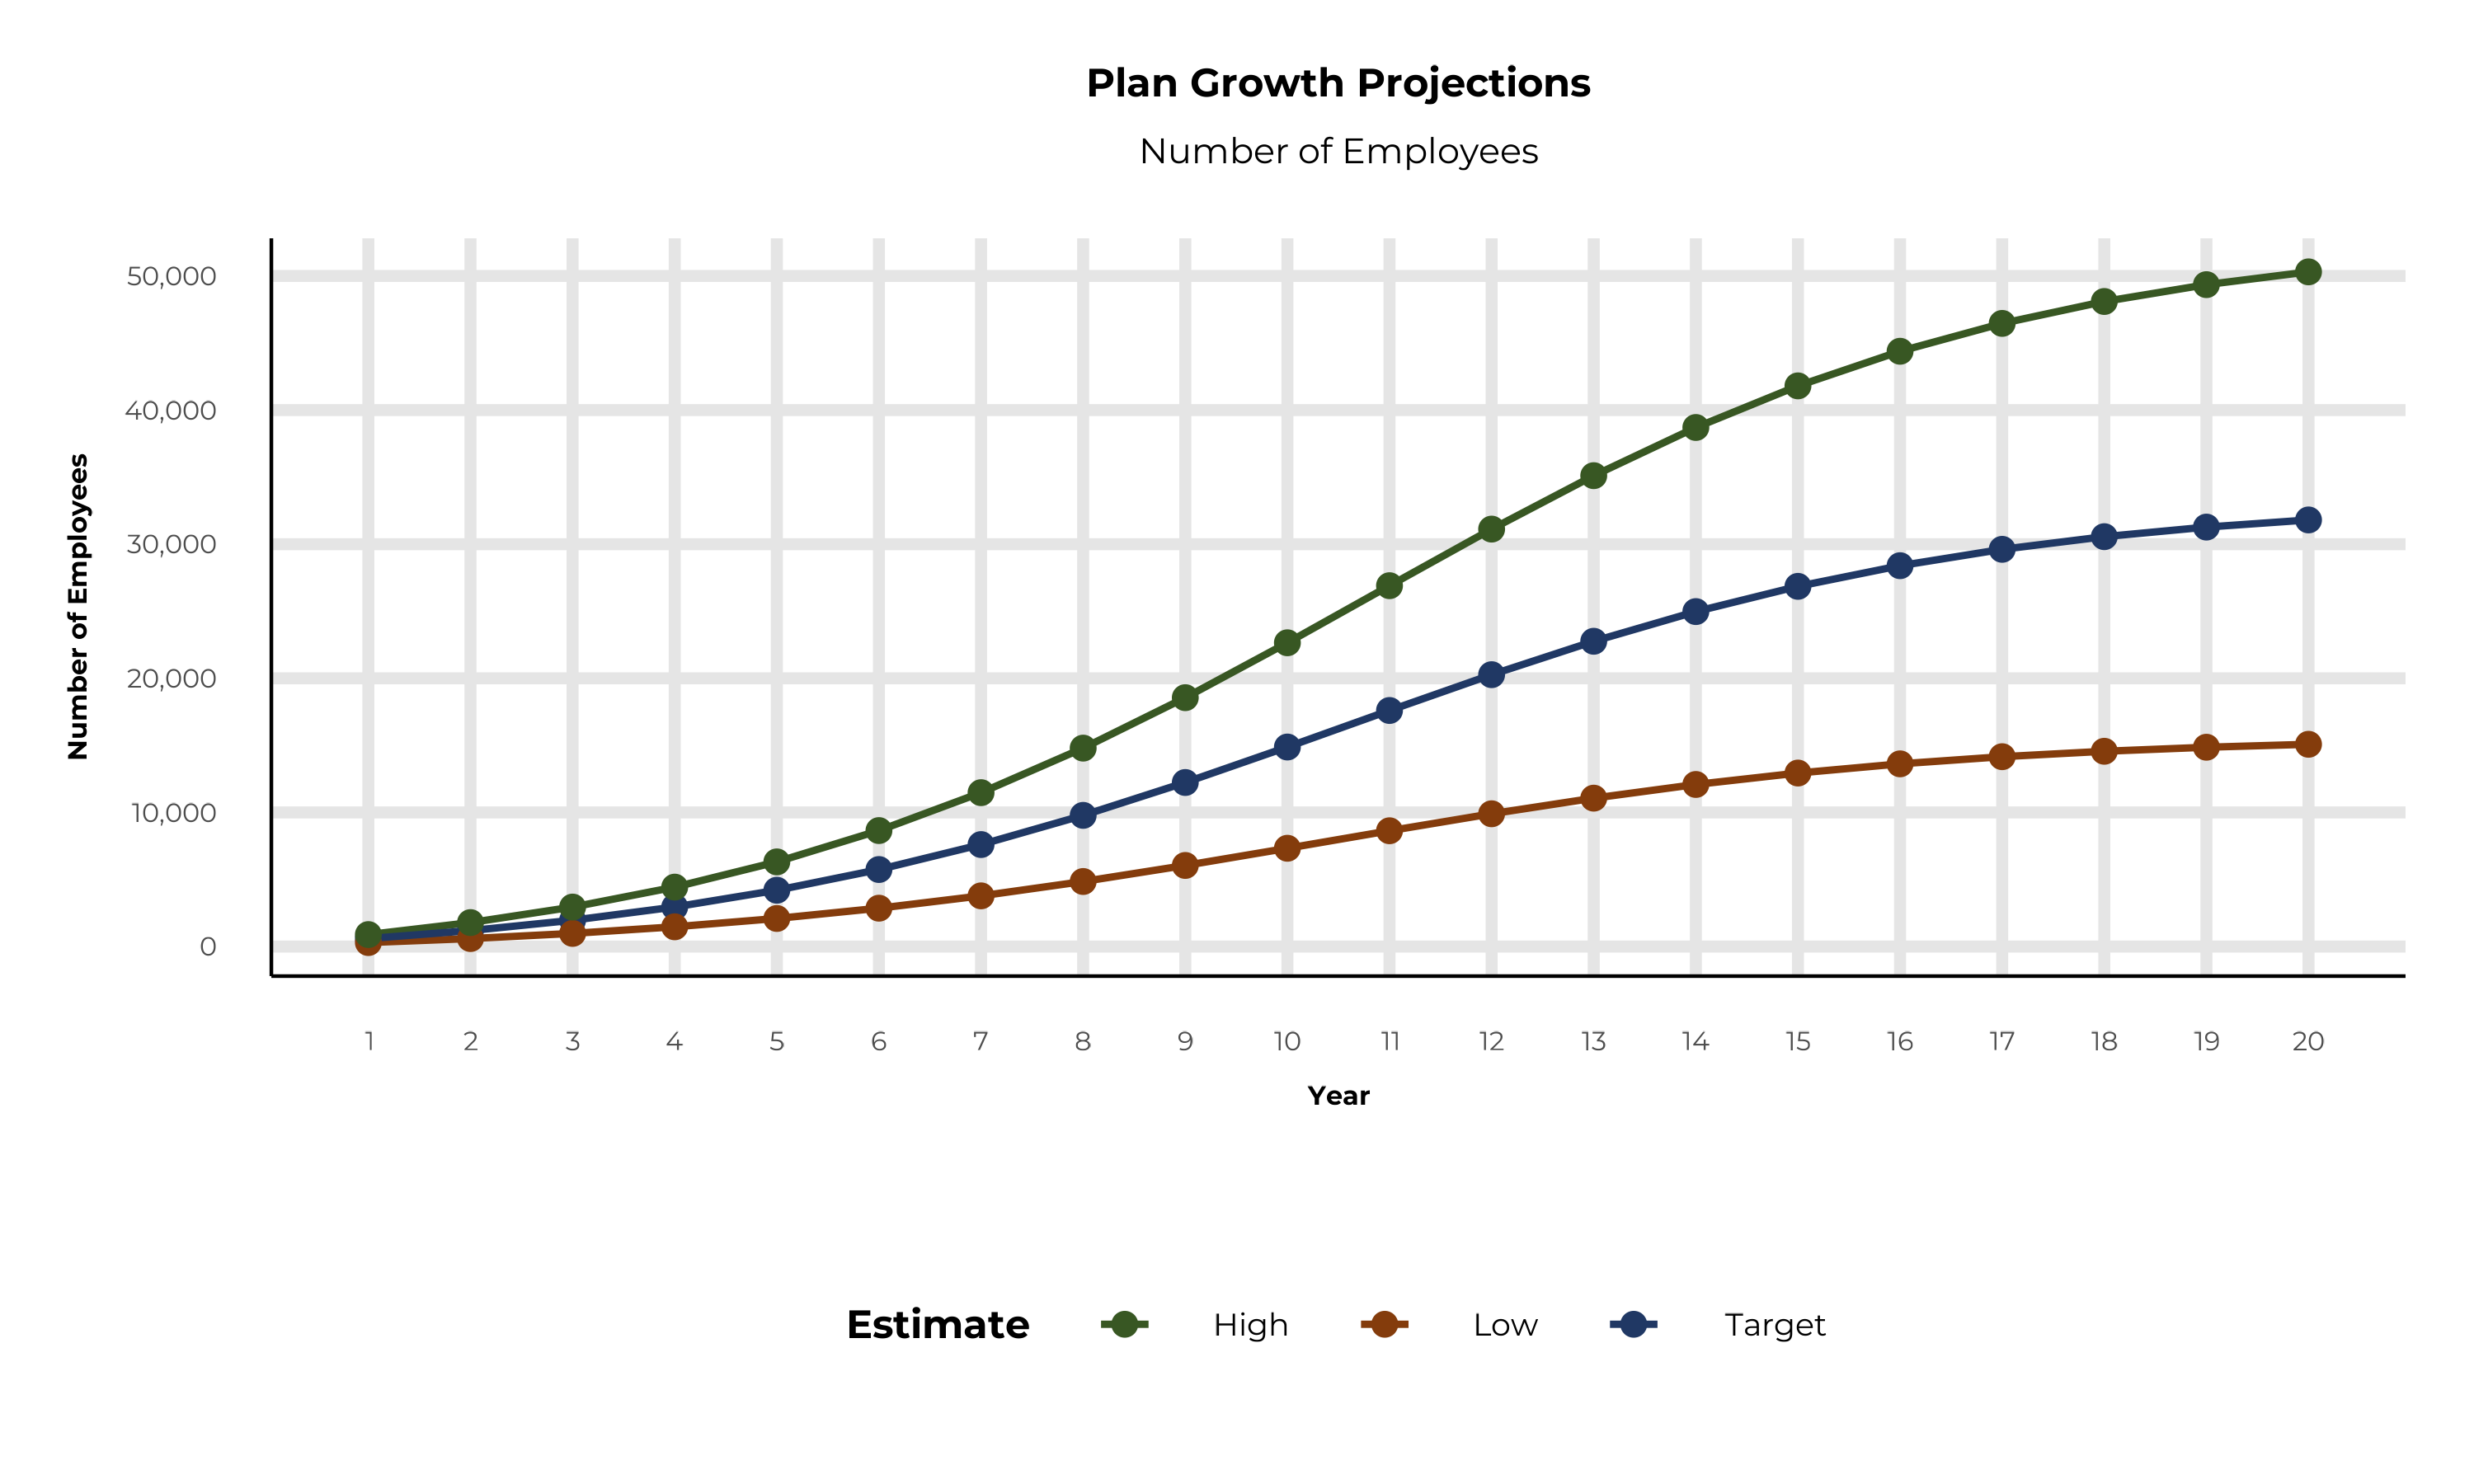 Plan Growth Projections
Number of Employees
Number of Employees
50,000
40,000
30,000
20,000
10,000
0
1 2 3 4 5 6 7 8 9 10 11 12 13 14 15 16 17 18 19 20
Year
Estimate High Low Target